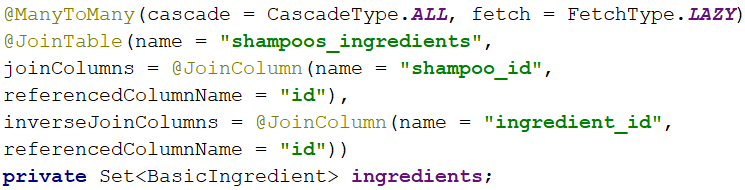 @ManyToMany(cascade = CascadeType.ALL, fetch = FetchType.LAZY)
@JoinTable(name = "shampoos_ingredients",
joinColumns = @JoinColumn(name = "shampoo_id",
referencedColumnName = "id"),
inverseJoinColumns = @JoinColumn(name = "ingredient_id",
referencedColumnName = "id"))
private Set<BasicIngredient> ingredients;